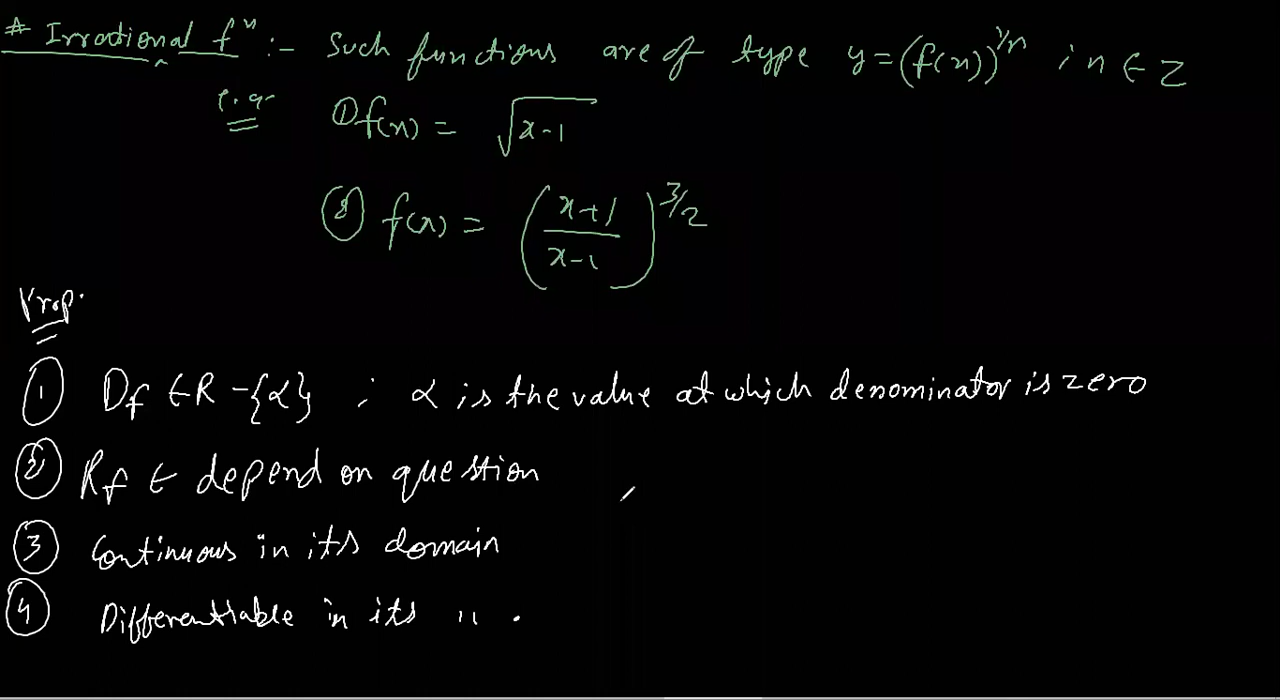 # Irrational fⁿ :- Such functions are of type y = (f(x))^1/n ; n ∈ Z
e.g. ① f(x) = √x-1
② f(x) = (x+1/x-1)^3/2
Prop.
① Df ∈ R - {α} ; α is the value at which denominator is zero
② Rf ∈ depend on question
③ Continuous in its domain
④ Differentiable in its " .